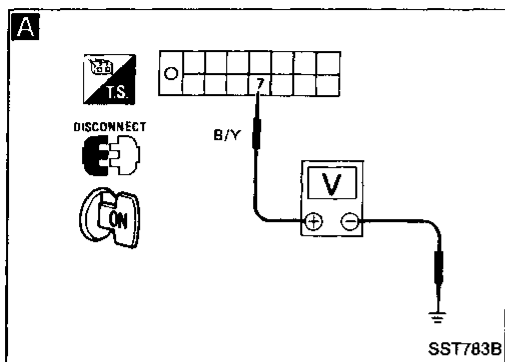 A
T.S.
7
DISCONNECT
B/Y
V
ON
+ −
SST783B